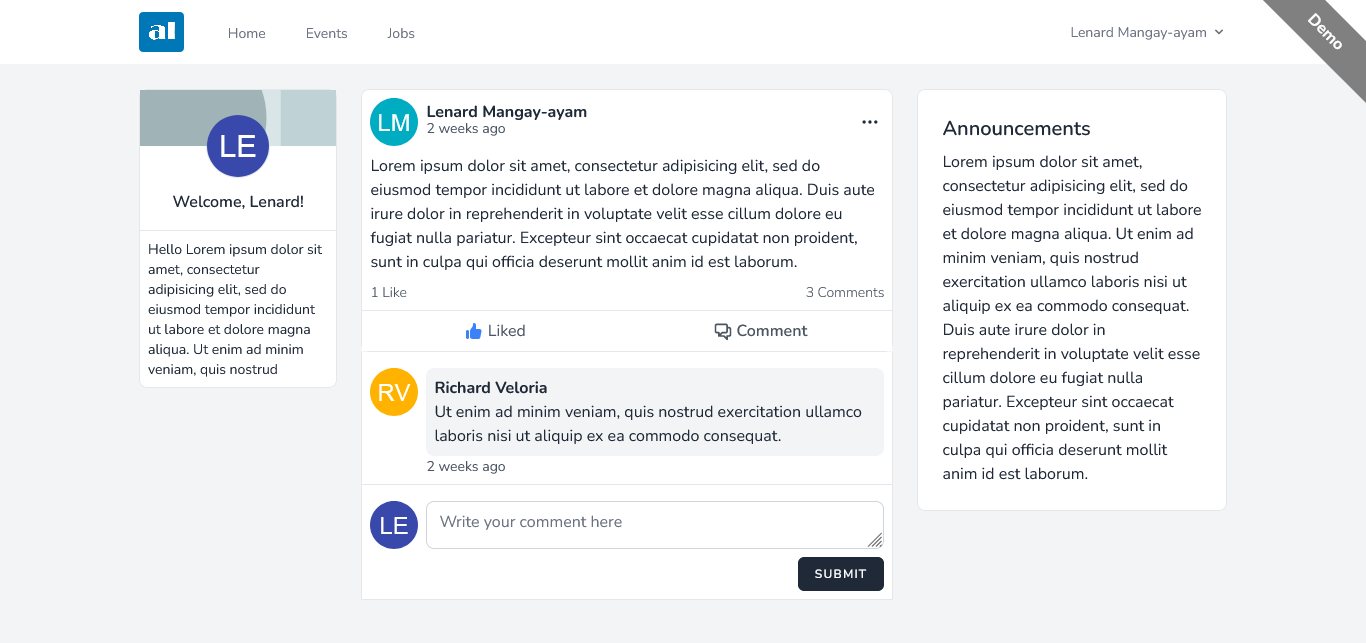 al
Home
Events
Jobs
Lenard Mangay-ayam
Demo
LE
Welcome, Lenard!
Hello Lorem ipsum dolor sit
amet, consectetur
adipisicing elit, sed do
eiusmod tempor incididunt
ut labore et dolore magna
aliqua. Ut enim ad minim
veniam, quis nostrud
LM
Lenard Mangay-ayam
2 weeks ago
Lorem ipsum dolor sit amet, consectetur adipisicing elit, sed do
eiusmod tempor incididunt ut labore et dolore magna aliqua. Duis aute
irure dolor in reprehenderit in voluptate velit esse cillum dolore eu
fugiat nulla pariatur. Excepteur sint occaecat cupidatat non proident,
sunt in culpa qui officia deserunt mollit anim id est laborum.
1 Like
3 Comments
Liked
Comment
RV
Richard Veloria
Ut enim ad minim veniam, quis nostrud exercitation ullamco
laboris nisi ut aliquip ex ea commodo consequat.
2 weeks ago
LE
Write your comment here
SUBMIT
Announcements
Lorem ipsum dolor sit amet,
consectetur adipisicing elit, sed do
eiusmod tempor incididunt ut labore
et dolore magna aliqua. Ut enim ad
minim veniam, quis nostrud
exercitation ullamco laboris nisi ut
aliquip ex ea commodo consequat.
Duis aute irure dolor in
reprehenderit in voluptate velit esse
cillum dolore eu fugiat nulla
pariatur. Excepteur sint occaecat
cupidatat non proident, sunt in
culpa qui officia deserunt mollit
anim id est laborum.